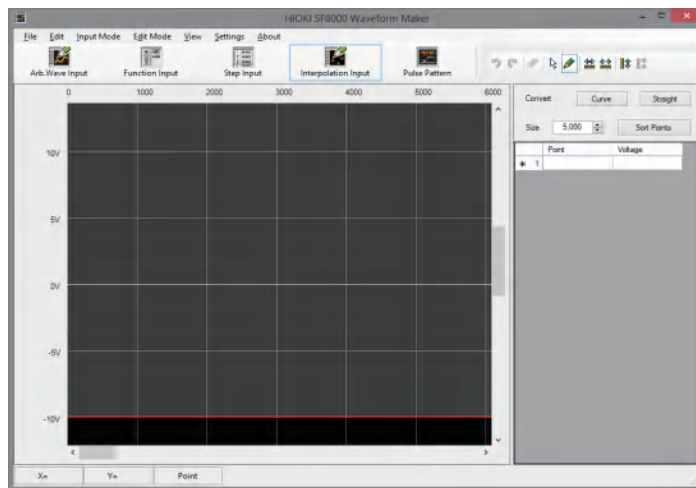 HIOKI SF8000 Waveform Maker
File Edit Input Mode Edit Mode View Settings About
Arb.Wave Input Function Input Step Input Interpolation Input Pulse Pattern
0 1000 2000 3000 4000 5000 6000
Convert Curve Straight
Size 5,000 Sort Points
Point Voltage
1
10V
5V
0V
-5V
-10V
X= Y= Point